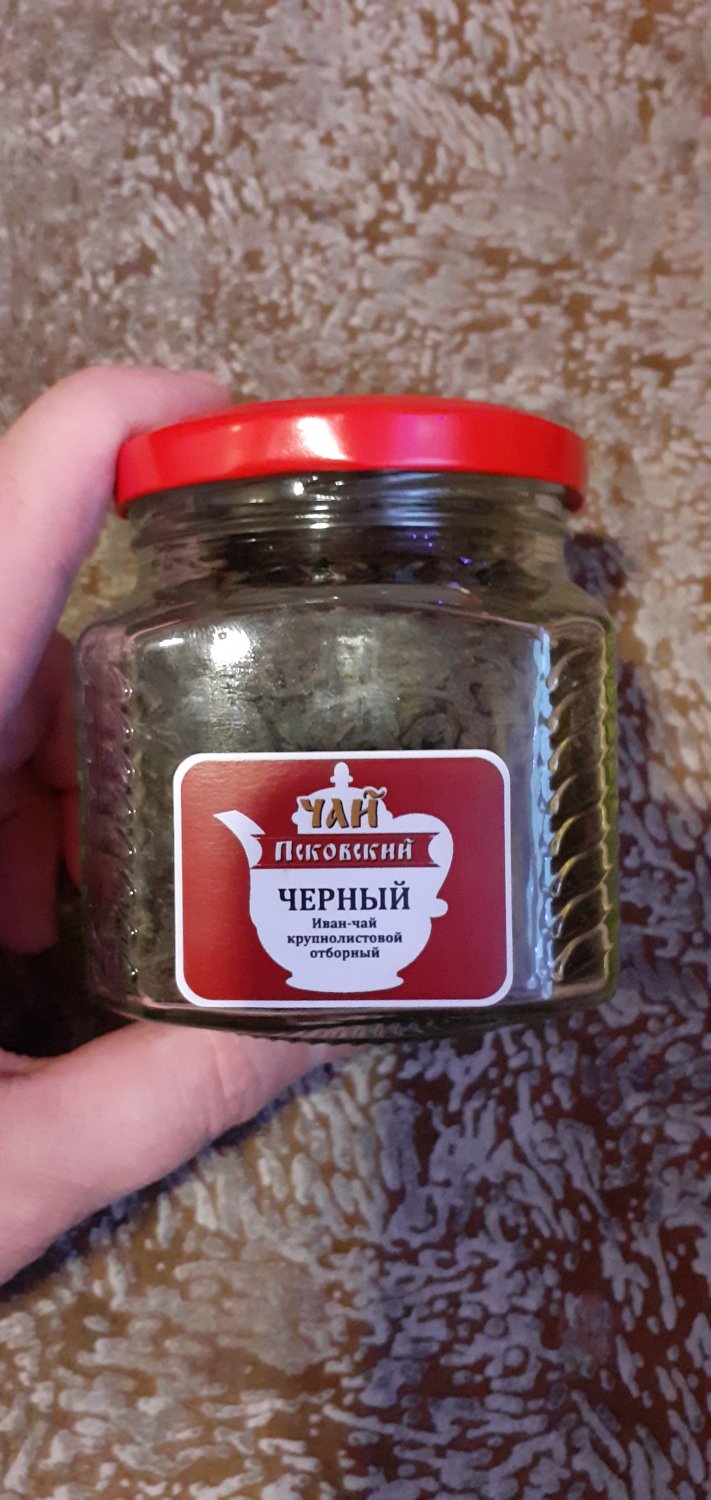 ЧАЙ
Псковский
ЧЕРНЫЙ
Иван-чай
крупнолистовой
отборный